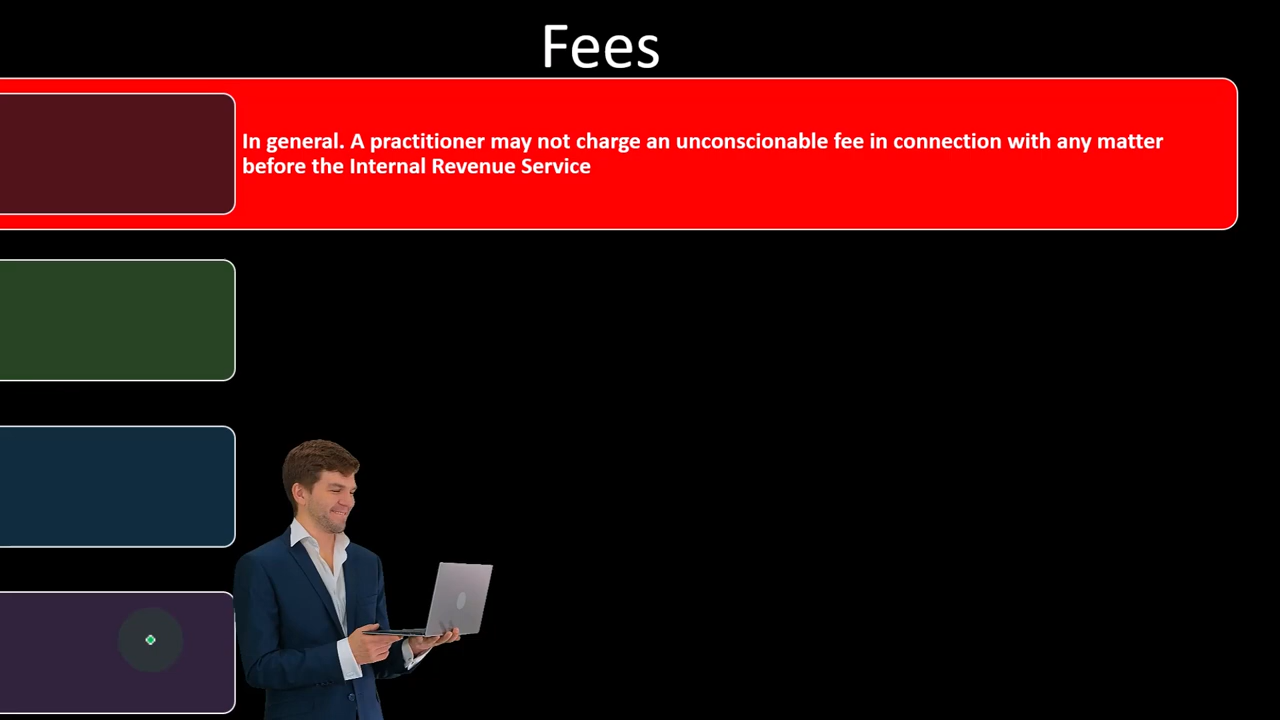 Fees
In general. A practitioner may not charge an unconscionable fee in connection with any matter
before the Internal Revenue Service